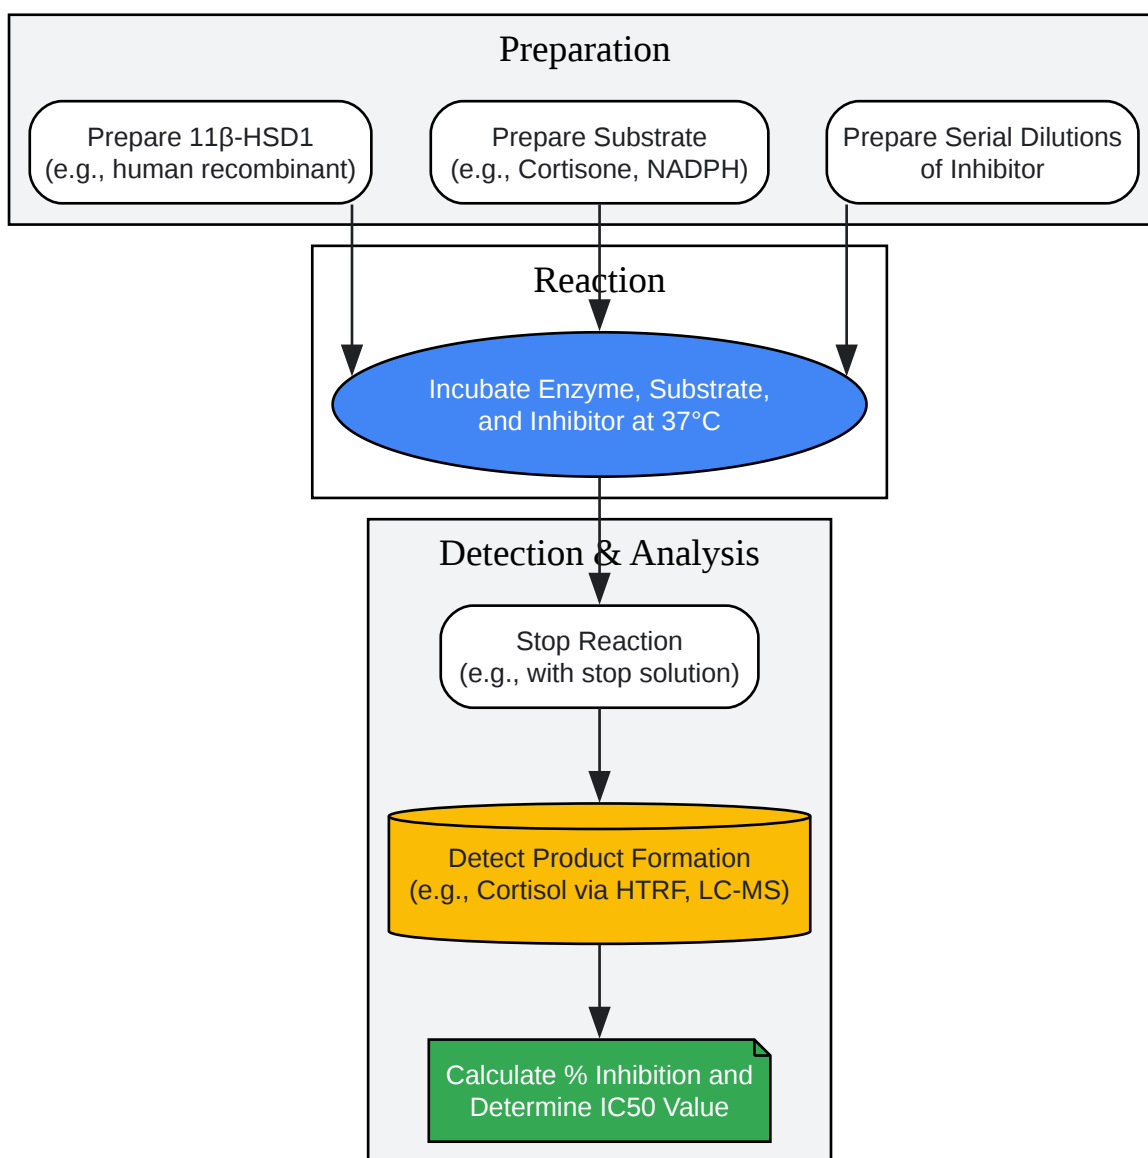 Preparation
Prepare 11β-HSD1
(e.g., human recombinant)
Prepare Substrate
(e.g., Cortisone, NADPH)
Prepare Serial Dilutions
of Inhibitor
Reaction
Incubate Enzyme, Substrate,
and Inhibitor at 37°C
Detection & Analysis
Stop Reaction
(e.g., with stop solution)
Detect Product Formation
(e.g., Cortisol via HTRF, LC-MS)
Calculate % Inhibition and
Determine IC50 Value